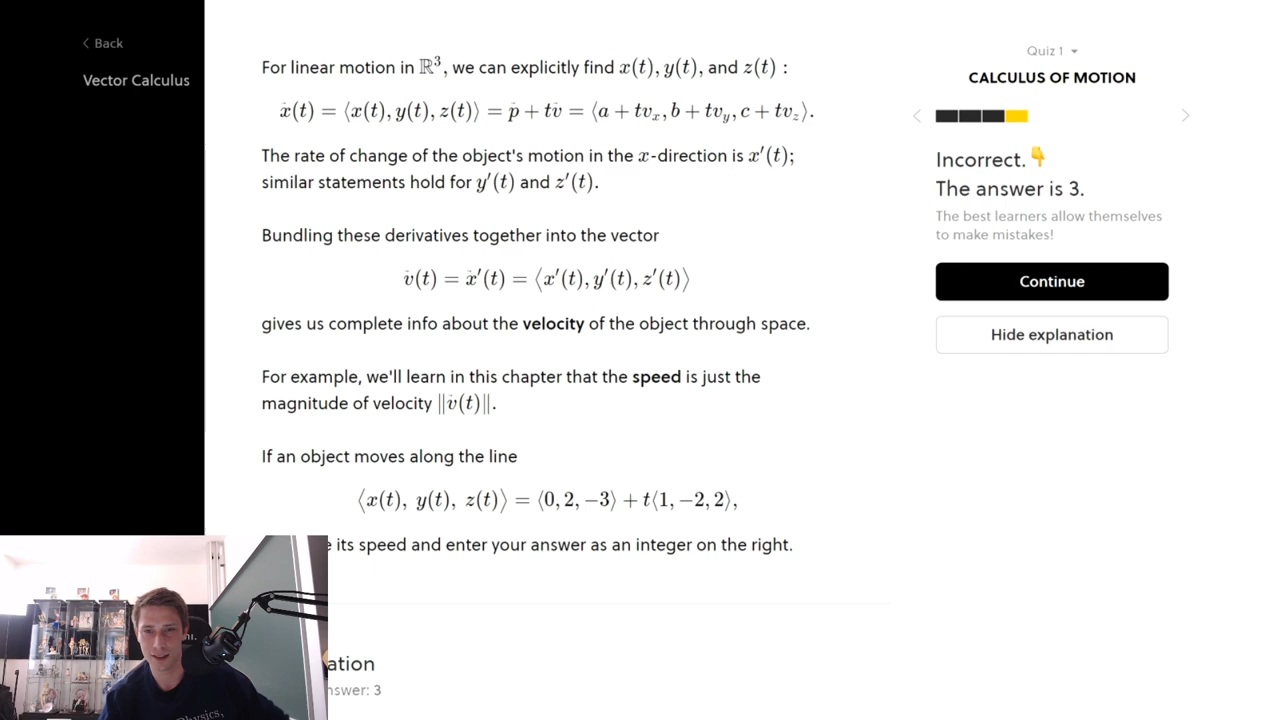 Back
Vector Calculus
For linear motion in ℝ³, we can explicitly find x(t), y(t), and z(t) :
x⃗(t) = ⟨x(t), y(t), z(t)⟩ = p⃗ + tv⃗ = ⟨a + tvₓ, b + tv_y, c + tv_z⟩.
The rate of change of the object's motion in the x-direction is x′(t);
similar statements hold for y′(t) and z′(t).
Bundling these derivatives together into the vector
v⃗(t) = x⃗′(t) = ⟨x′(t), y′(t), z′(t)⟩
gives us complete info about the velocity of the object through space.
For example, we'll learn in this chapter that the speed is just the
magnitude of velocity ‖v⃗(t)‖.
If an object moves along the line
⟨x(t), y(t), z(t)⟩ = ⟨0, 2, −3⟩ + t⟨1, −2, 2⟩,
its speed and enter your answer as an integer on the right.
Quiz 1
CALCULUS OF MOTION
Incorrect.👇
The answer is 3.
The best learners allow themselves
to make mistakes!
Continue
Hide explanation
3
Physics,